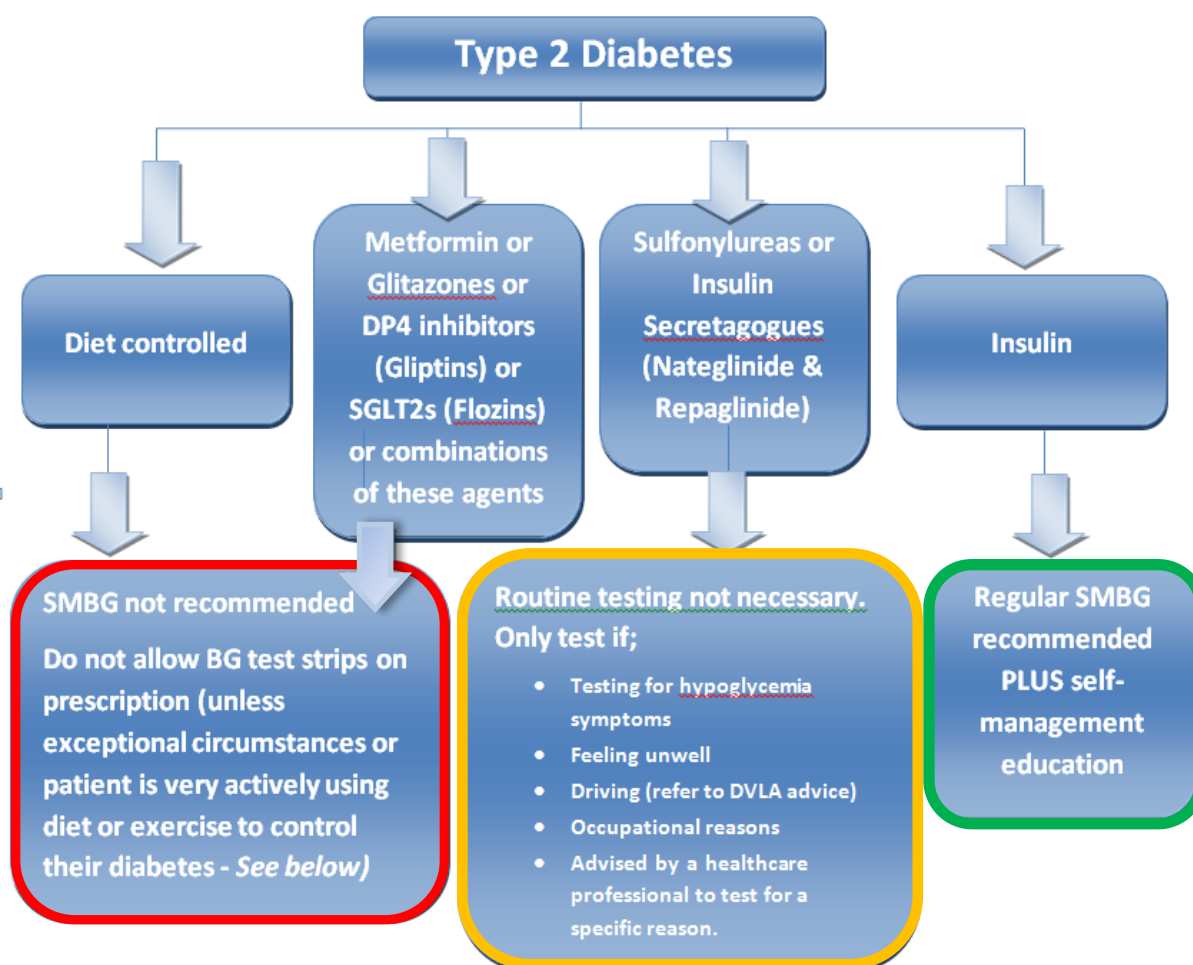 Type 2 Diabetes
Diet controlled
Metformin or
Glitazones or
DP4 inhibitors
(Gliptins) or
SGLT2s (Flozins)
or combinations
of these agents
Sulfonylureas or
Insulin
Secretagogues
(Nateglinide &
Repaglinide)
Insulin
SMBG not recommended
Do not allow BG test strips on
prescription (unless
exceptional circumstances or
patient is very actively using
diet or exercise to control
their diabetes - See below)
Routine testing not necessary.
Only test if;
• Testing for hypoglycemia
symptoms
• Feeling unwell
• Driving (refer to DVLA advice)
• Occupational reasons
• Advised by a healthcare
professional to test for a
specific reason.
Regular SMBG
recommended
PLUS self-
management
education